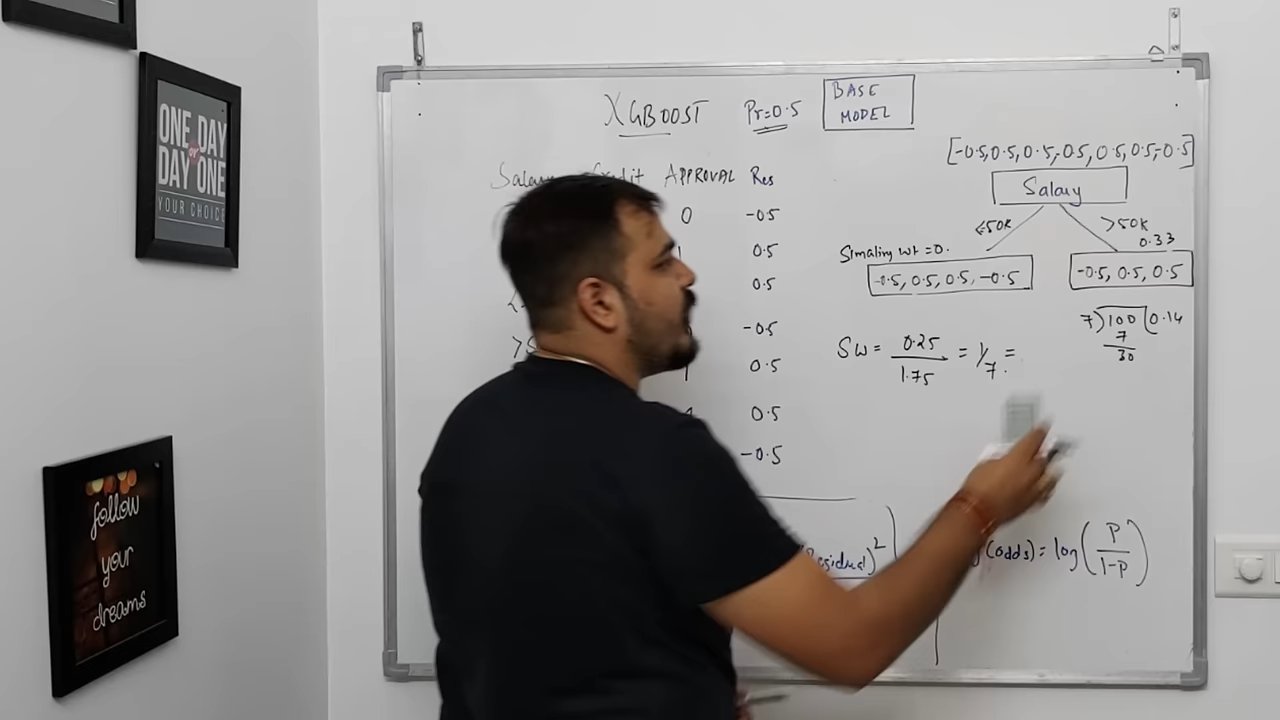 ONE DAY
or
DAY ONE
YOUR CHOICE
follow
your
dreams
XGBOOST Pr=0.5 BASE
MODEL
[-0.5,0.5,0.5,-0.5,0.5,0.5,-0.5]
APPROVAL Res
Salary
≤50K >50K
0 -0.5
0.5
0.5
-0.5
0.5
0.5
-0.5
Simaliry wt=0. 0.33
-0.5, 0.5, 0.5, -0.5 -0.5, 0.5, 0.5
SW = 0.25/1.75 = 1/7 =
7)100(0.14
7
30
Residual)²
(odds) = log(P/1-P)